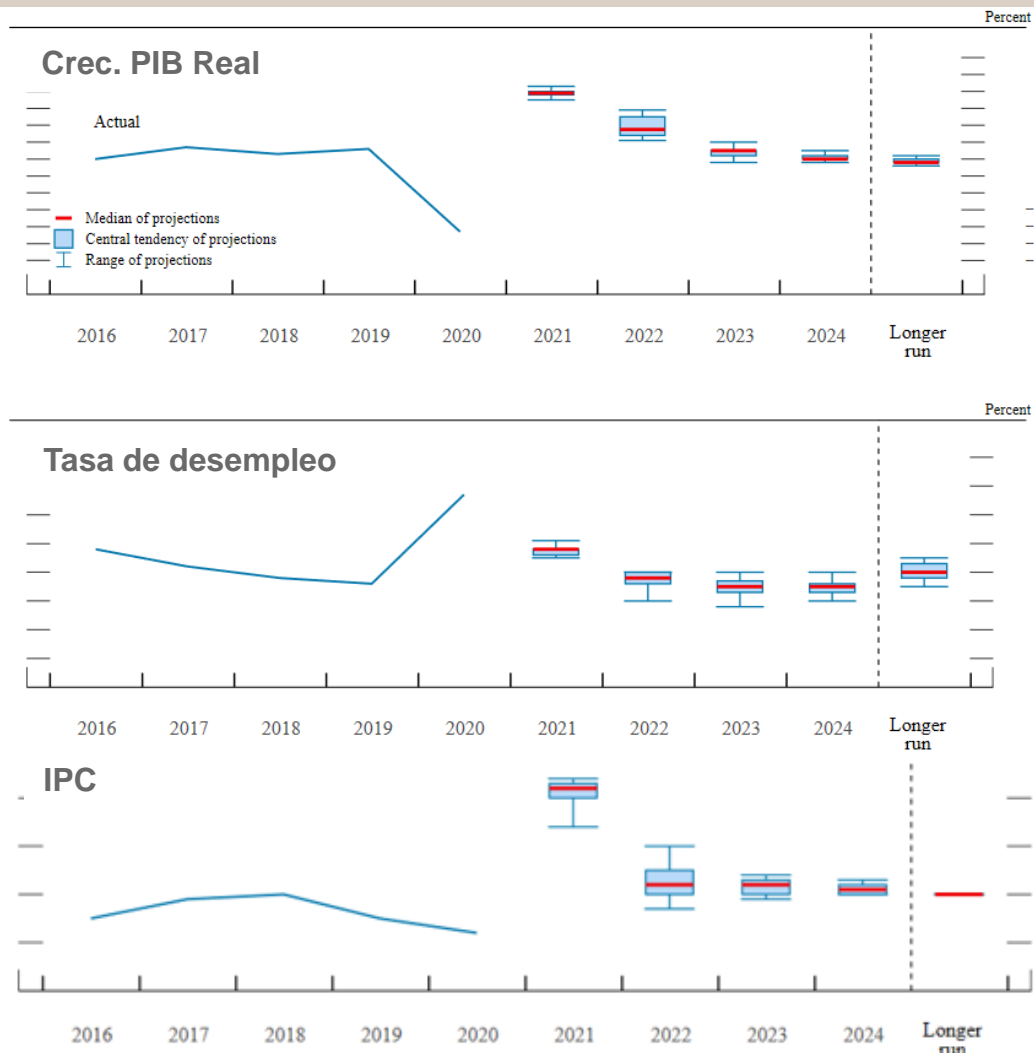 Percent
Crec. PIB Real
Actual
Median of projections
Central tendency of projections
Range of projections
2016 2017 2018 2019 2020 2021 2022 2023 2024 Longer
run
Percent
Tasa de desempleo
2016 2017 2018 2019 2020 2021 2022 2023 2024 Longer
run
IPC
2016 2017 2018 2019 2020 2021 2022 2023 2024 Longer
run